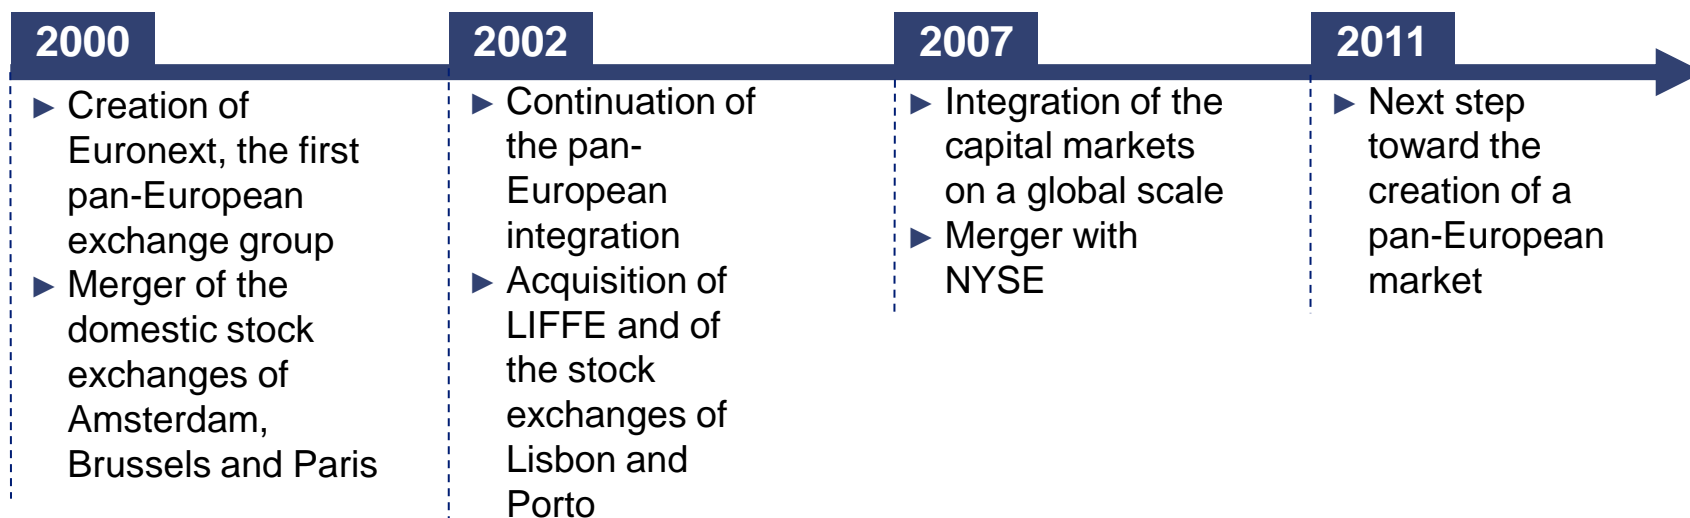 2000
► Creation of
Euronext, the first
pan-European
exchange group
► Merger of the
domestic stock
exchanges of
Amsterdam,
Brussels and Paris
2002
► Continuation of
the pan-
European
integration
► Acquisition of
LIFFE and of
the stock
exchanges of
Lisbon and
Porto
2007
► Integration of the
capital markets
on a global scale
► Merger with
NYSE
2011
► Next step
toward the
creation of a
pan-European
market